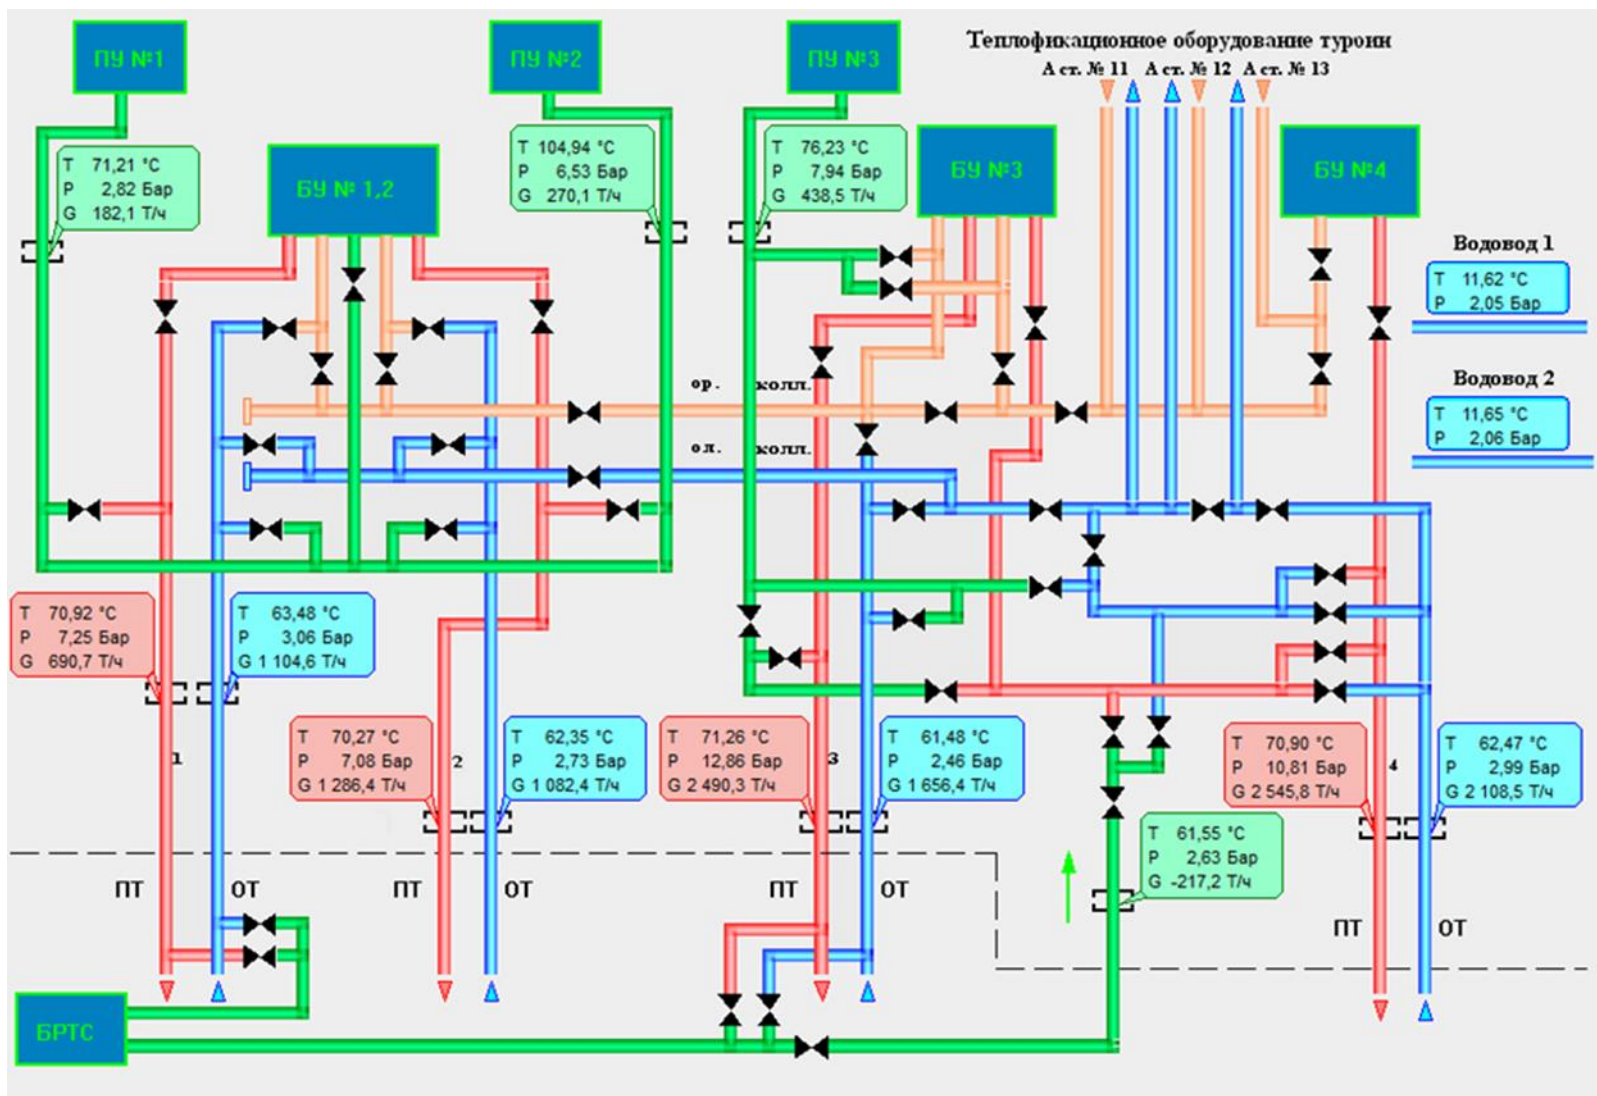 ПУ №1
ПУ №2
ПУ №3
Теплофикационное оборудование туроин
А ст. № 11 А ст. № 12 А ст. № 13
T 71,21 °C
P 2,82 Бар
G 182,1 Т/ч
БУ № 1,2
T 104,94 °C
P 6,53 Бар
G 270,1 Т/ч
T 76,23 °C
P 7,94 Бар
G 438,5 Т/ч
БУ №3
БУ №4
Водовод 1
T 11,62 °C
P 2,05 Бар
Водовод 2
T 11,65 °C
P 2,06 Бар
ор. колл.
ол. колл.
T 70,92 °C
P 7,25 Бар
G 690,7 Т/ч
T 63,48 °C
P 3,06 Бар
G 1 104,6 Т/ч
T 70,27 °C
P 7,08 Бар
G 1 286,4 Т/ч
T 62,35 °C
P 2,73 Бар
G 1 082,4 Т/ч
T 71,26 °C
P 12,86 Бар
G 2 490,3 Т/ч
T 61,48 °C
P 2,46 Бар
G 1 656,4 Т/ч
T 70,90 °C
P 10,81 Бар
G 2 545,8 Т/ч
T 62,47 °C
P 2,99 Бар
G 2 108,5 Т/ч
1
2
3
4
T 61,55 °C
P 2,63 Бар
G -217,2 Т/ч
ПТ ОТ
ПТ ОТ
ПТ ОТ
ПТ ОТ
БРТС